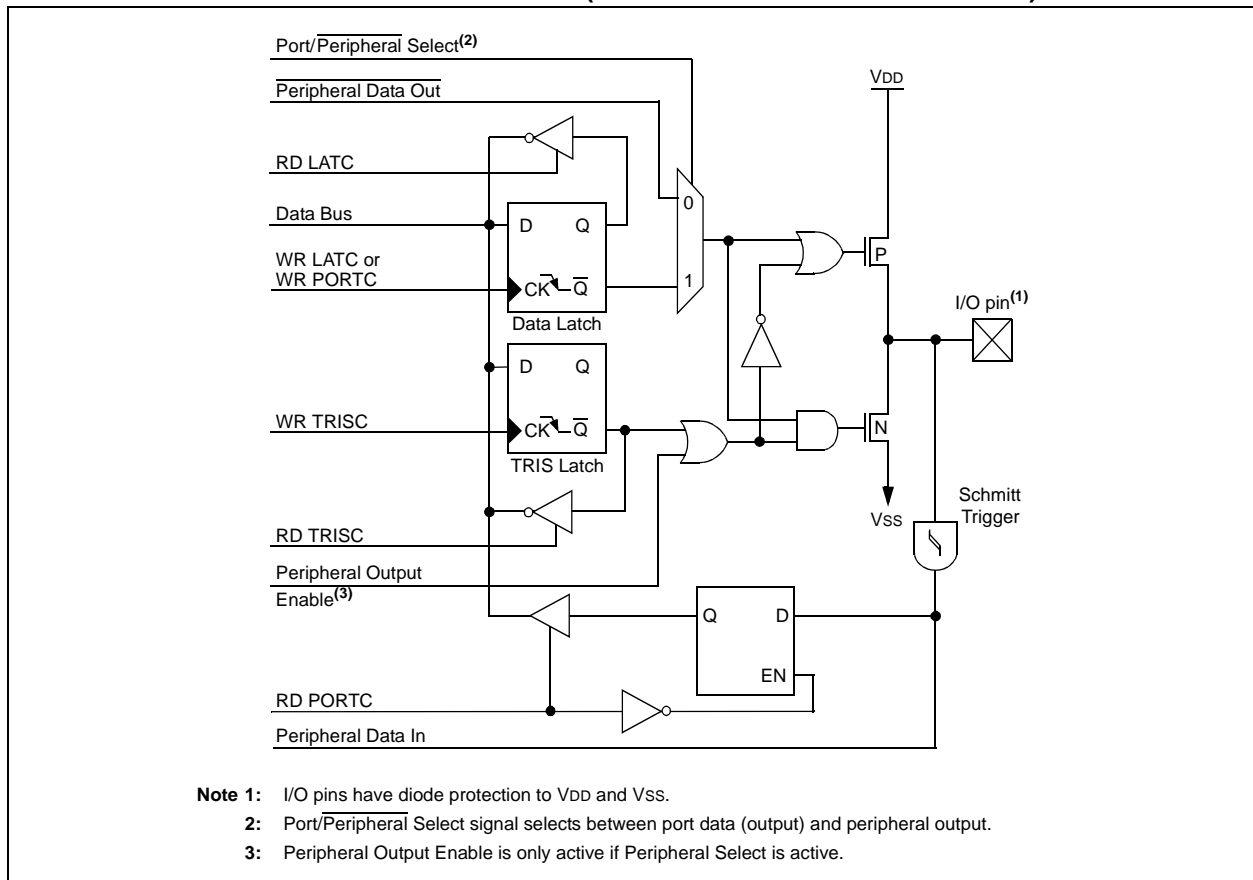 Port/Peripheral Select(2)
Peripheral Data Out
VDD
RD LATC
0
Data Bus
D Q
WR LATC or
WR PORTC
CK Q
1
P
I/O pin(1)
Data Latch
D Q
WR TRISC
CK Q
N
TRIS Latch
VSS
Schmitt
Trigger
RD TRISC
Peripheral Output
Enable(3)
Q D
EN
RD PORTC
Peripheral Data In
Note 1: I/O pins have diode protection to VDD and VSS.
2: Port/Peripheral Select signal selects between port data (output) and peripheral output.
3: Peripheral Output Enable is only active if Peripheral Select is active.